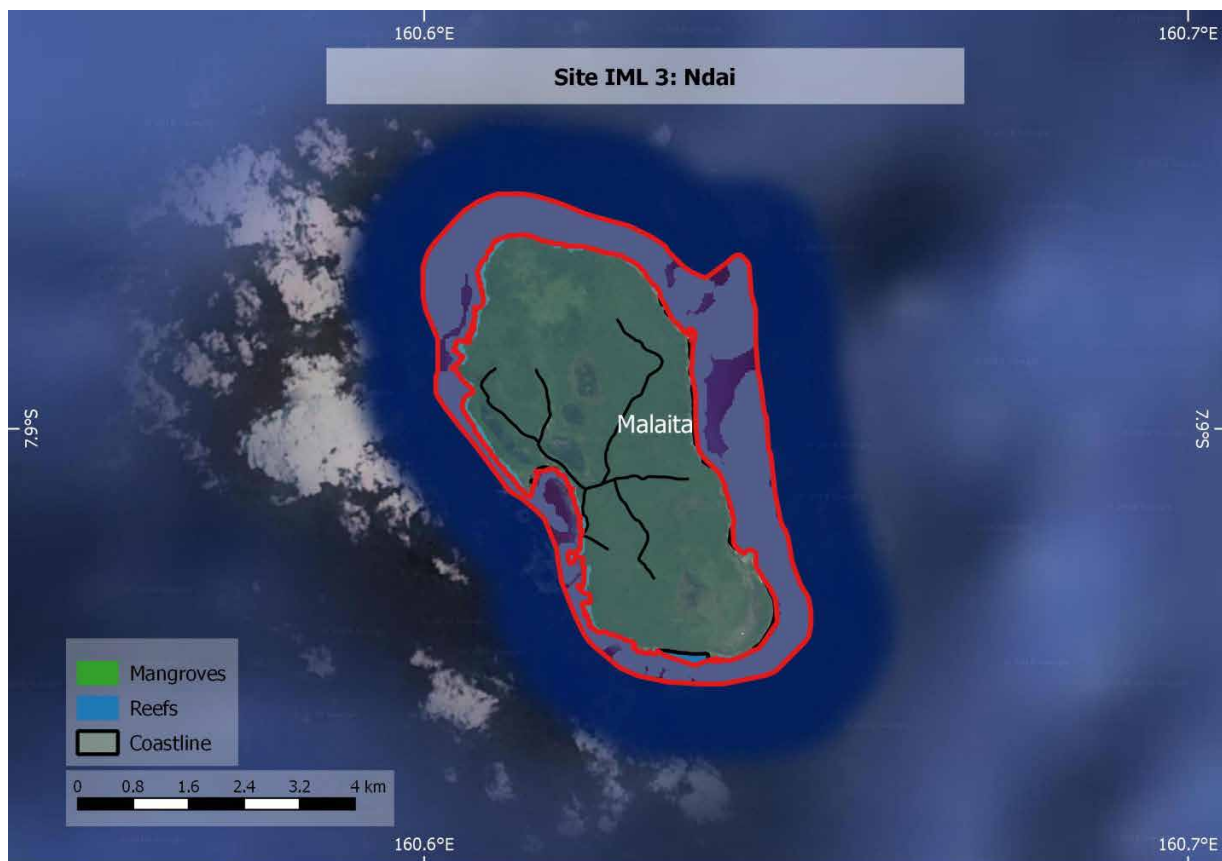 160.6°E
160.7°E
Site IML 3: Ndai
Malaita
7.9°S
7.9°S
Mangroves
Reefs
Coastline
0 0.8 1.6 2.4 3.2 4 km
160.6°E
160.7°E